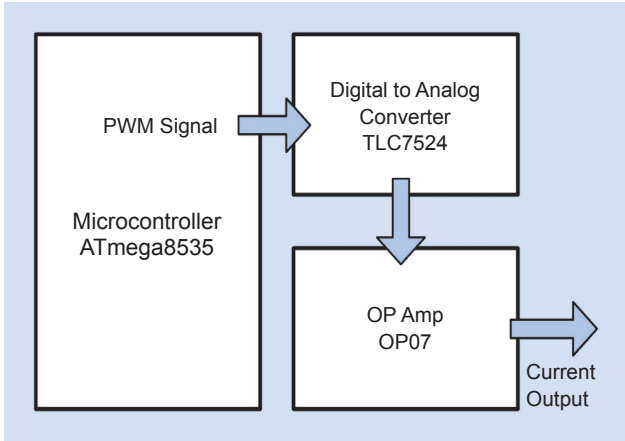 PWM Signal
Microcontroller
ATmega8535
Digital to Analog
Converter
TLC7524
OP Amp
OP07
Current
Output